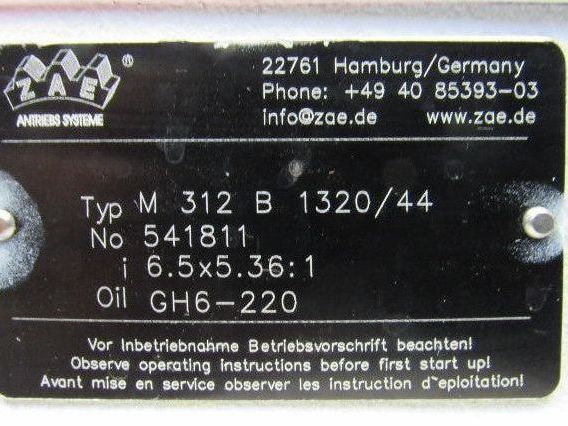 ZAE®
ANTRIEBS SYSTEME
22761 Hamburg/Germany
Phone: +49 40 85393-03
info@zae.de www.zae.de
Typ M 312 B 1320/44
No 541811
i 6.5x5.36:1
Oil GH6-220
Vor Inbetriebnahme Betriebsvorschrift beachten!
Observe operating instructions before first start up!
Avant mise en service observer les instruction d~eploitation!